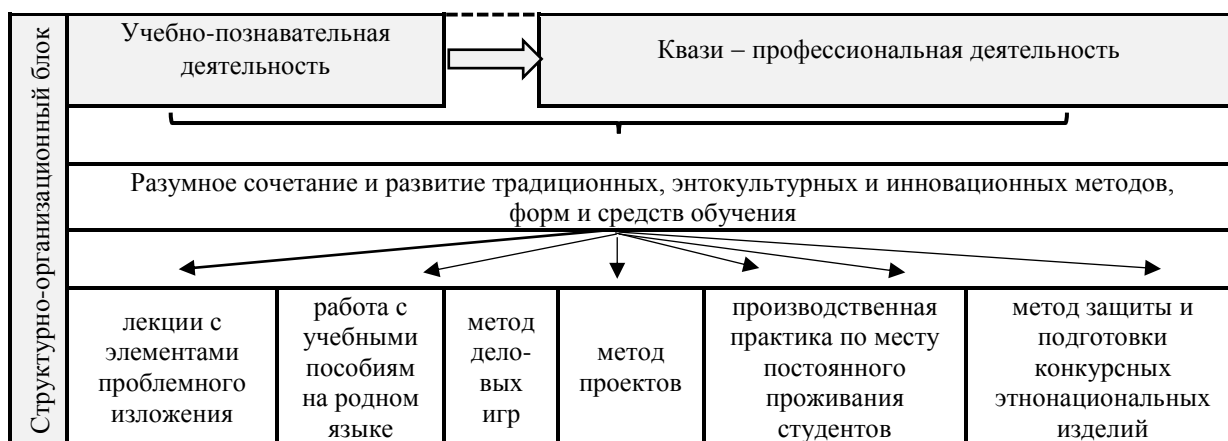 Структурно-организационный блок
Учебно-познавательная
деятельность
Квази – профессиональная деятельность
Разумное сочетание и развитие традиционных, энтокультурных и инновационных методов,
форм и средств обучения
лекции с
элементами
проблемного
изложения
работа с
учебными
пособиям
на родном
языке
метод
дело-
вых
игр
метод
проектов
производственная
практика по месту
постоянного
проживания
студентов
метод защиты и
подготовки
конкурсных
этнонациональных
изделий